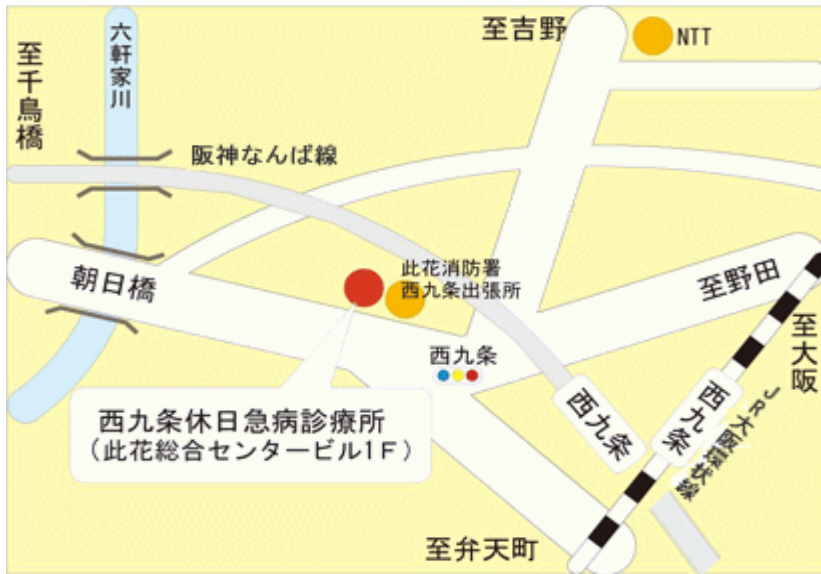 至吉野
NTT
六軒家川
至千鳥橋
阪神なんば線
此花消防署
西九条出張所
朝日橋
至野田
至大阪
西九条
西九条
西九条
JR大阪環状線
西九条休日急病診療所
(此花総合センタービル1F)
至弁天町